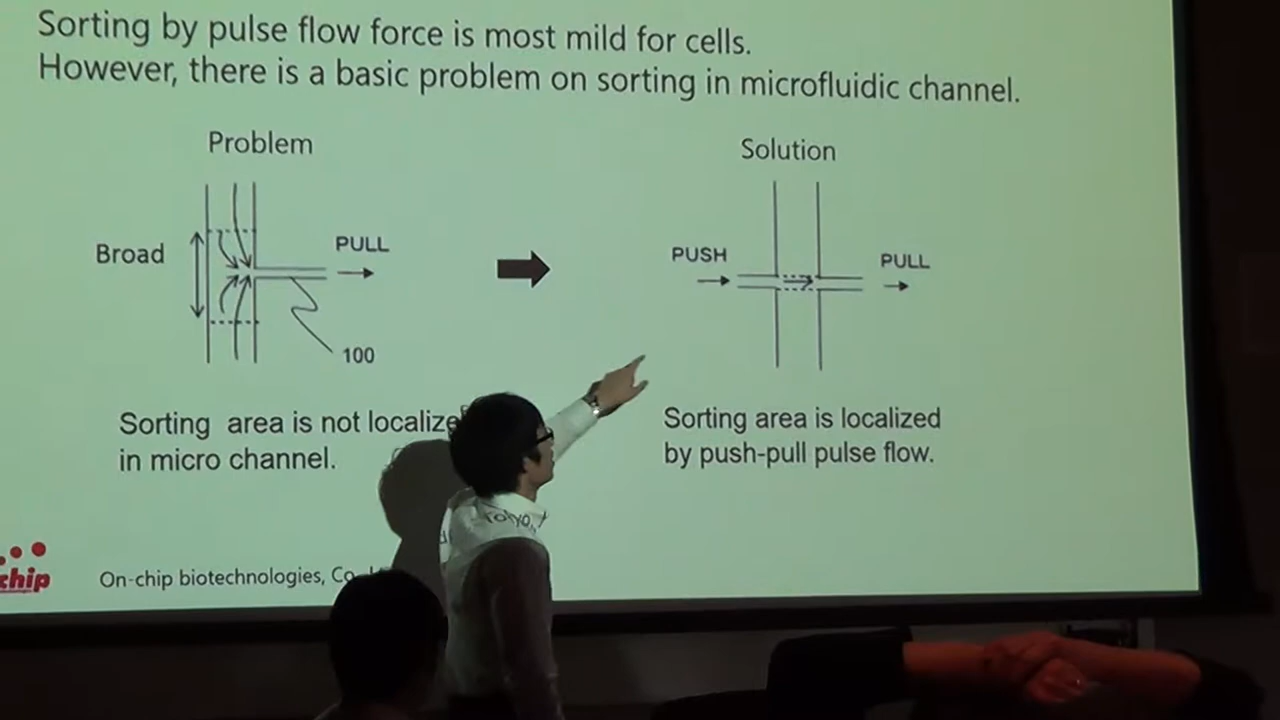 Sorting by pulse flow force is most mild for cells.
However, there is a basic problem on sorting in microfluidic channel.
Problem
Solution
Broad
PULL
100
PUSH
PULL
Sorting area is not localize
in micro channel.
Sorting area is localized
by push-pull pulse flow.
chip
On-chip biotechnologies, Co